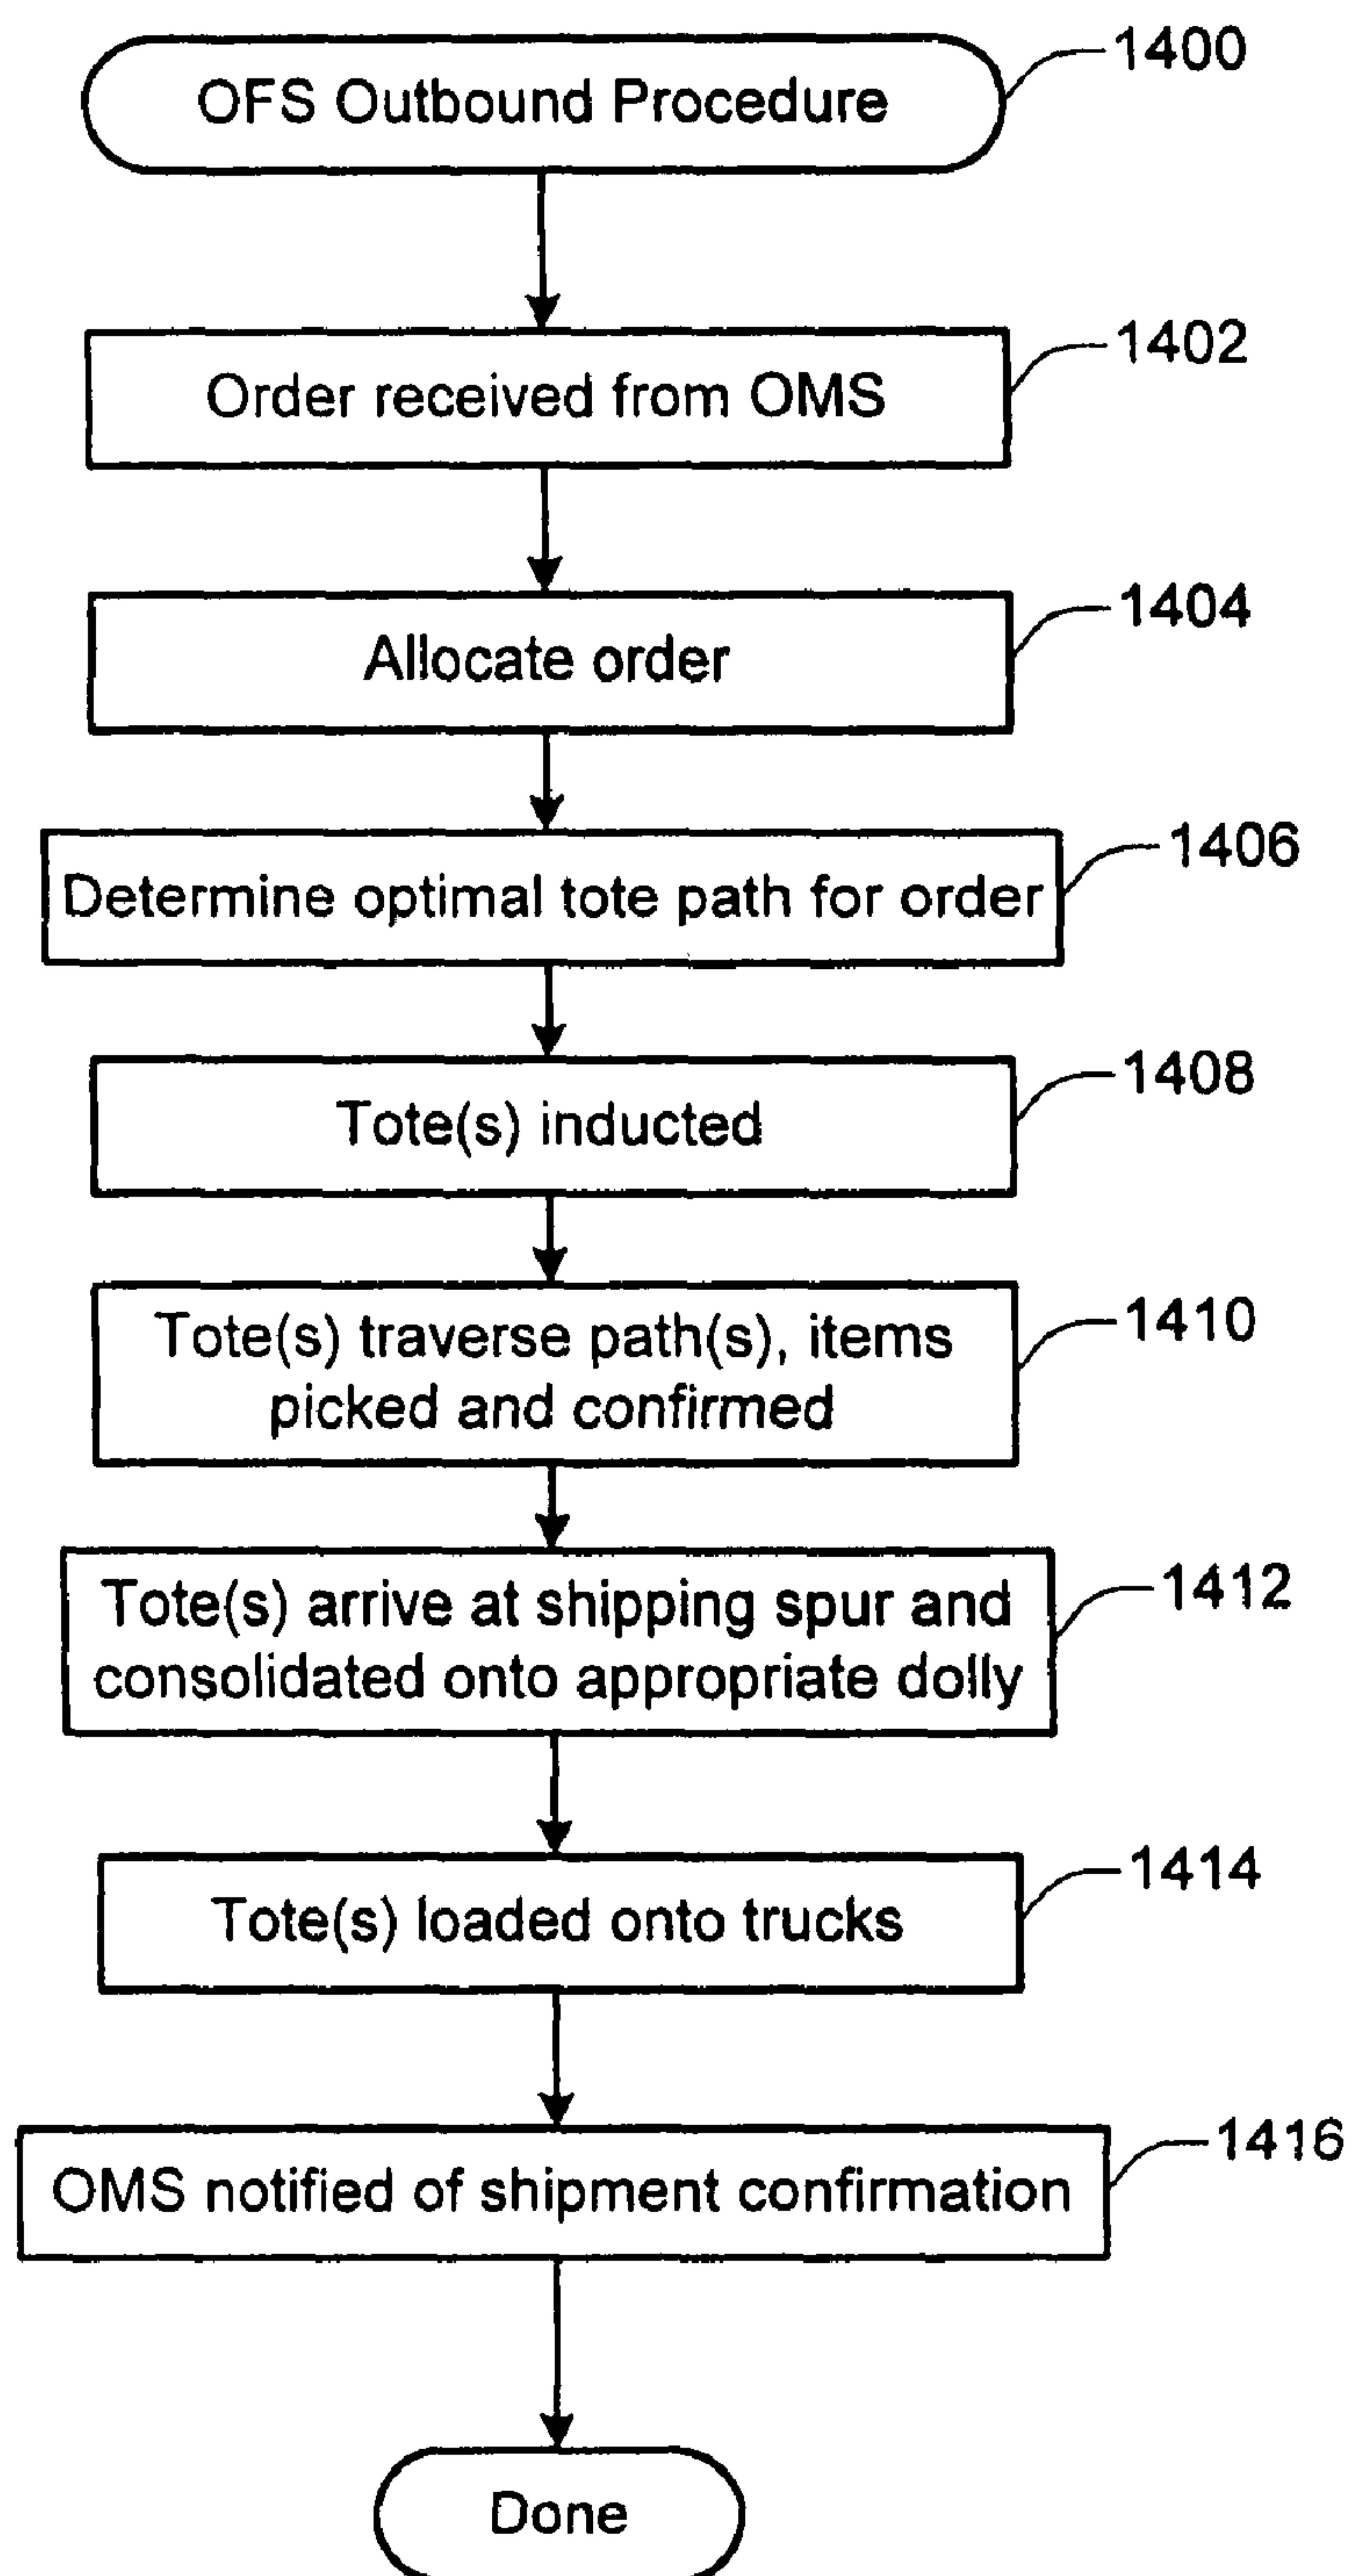 OFS Outbound Procedure
1400
Order received from OMS
1402
Allocate order
1404
Determine optimal tote path for order
1406
Tote(s) inducted
1408
Tote(s) traverse path(s), items
picked and confirmed
1410
Tote(s) arrive at shipping spur and
consolidated onto appropriate dolly
1412
Tote(s) loaded onto trucks
1414
OMS notified of shipment confirmation
1416
Done